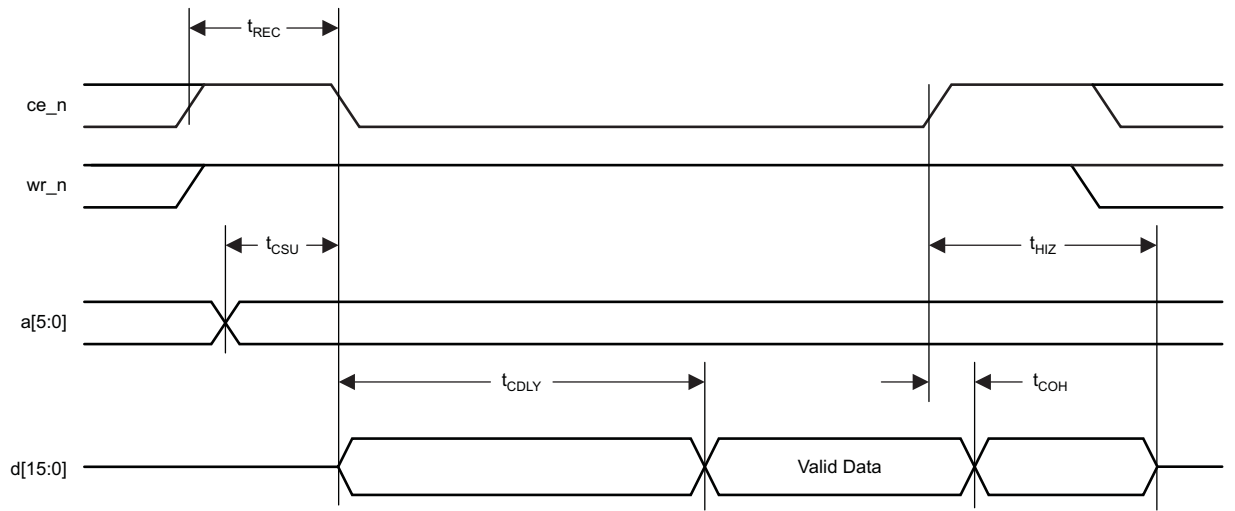 tREC
ce_n
wr_n
tCSU
tHIZ
a[5:0]
tCDLY
tCOH
d[15:0]
Valid Data